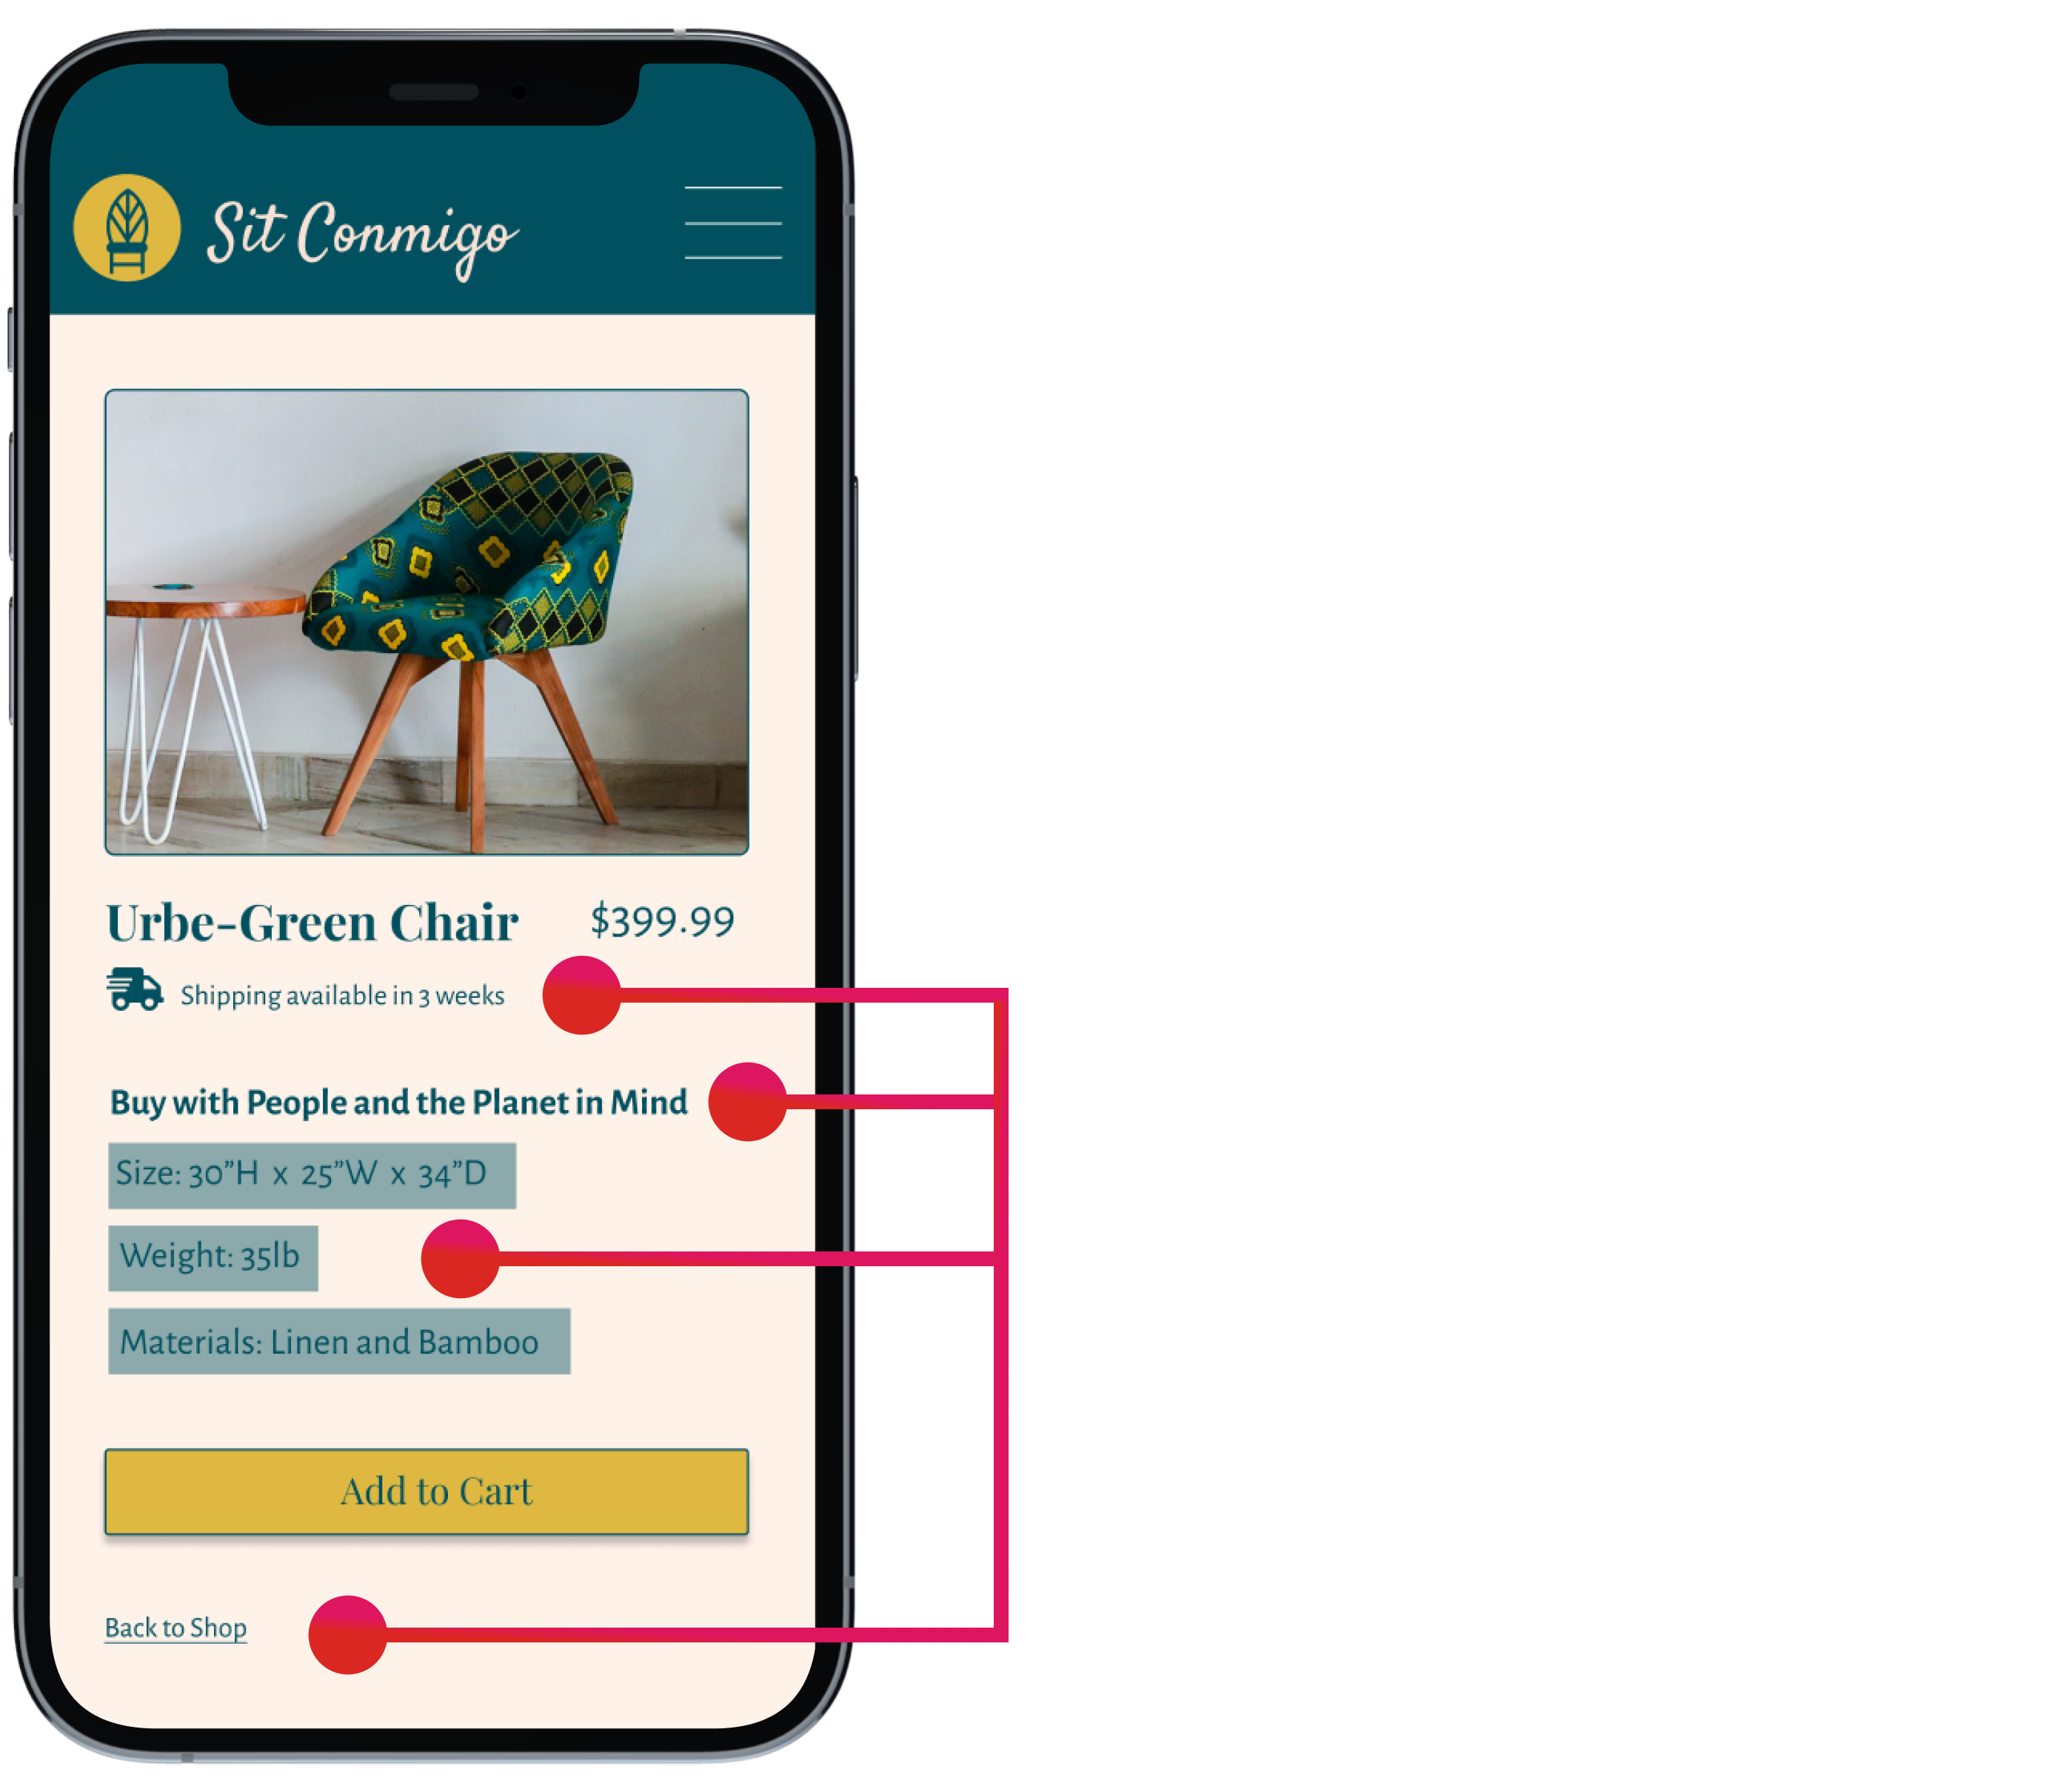 Sit Conmigo
Urbe-Green Chair $399.99
Shipping available in 3 weeks
Buy with People and the Planet in Mind
Size: 30”H x 25”W x 34”D
Weight: 35lb
Materials: Linen and Bamboo
Add to Cart
Back to Shop